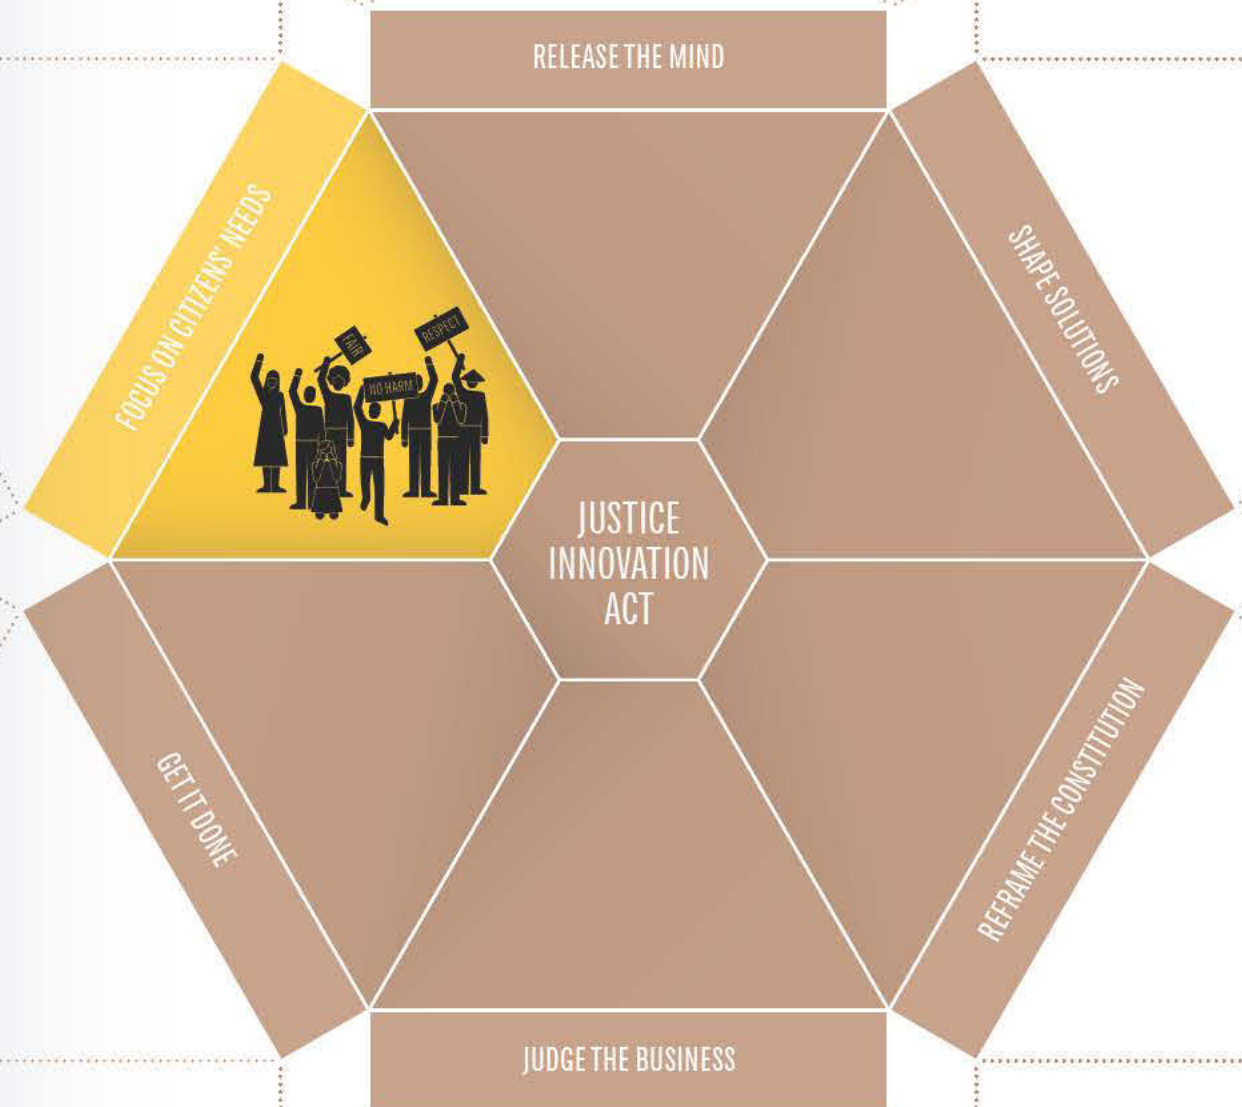 RELEASE THE MIND
FOCUS ON CITIZENS' NEEDS
SHAPE SOLUTIONS
FAIR
RESPECT
NO HARM
JUSTICE
INNOVATION
ACT
GET IT DONE
REFRAME THE CONSTITUTION
JUDGE THE BUSINESS